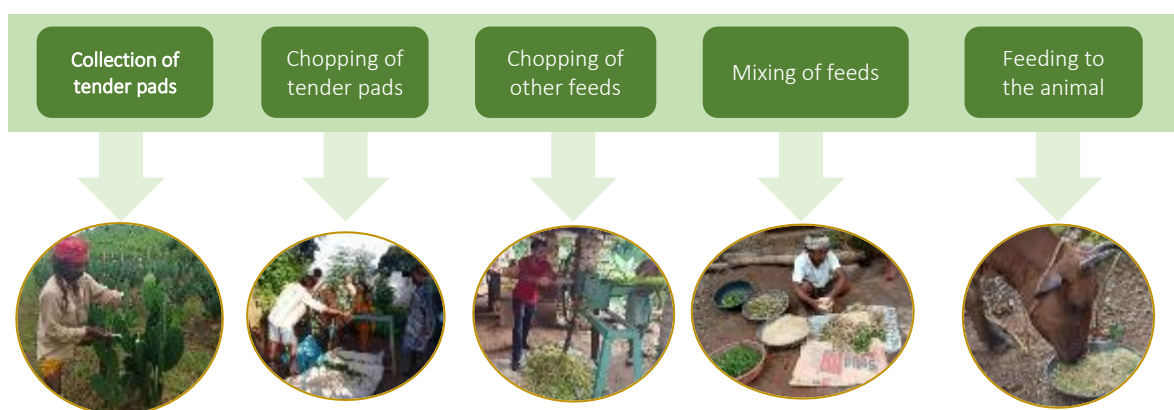 Collection of
tender pads
Chopping of
tender pads
Chopping of
other feeds
Mixing of feeds
Feeding to
the animal